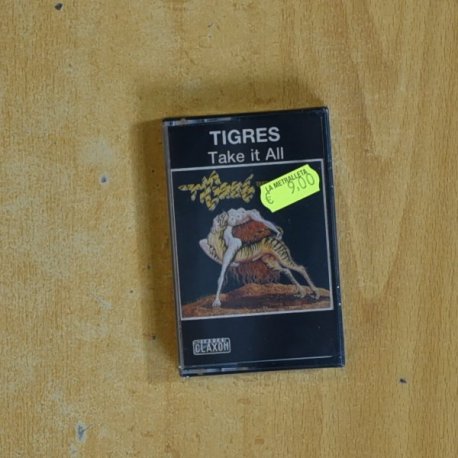 TIGRES
Take it All
LA METRALLETA
€ 9,00
CLAXON